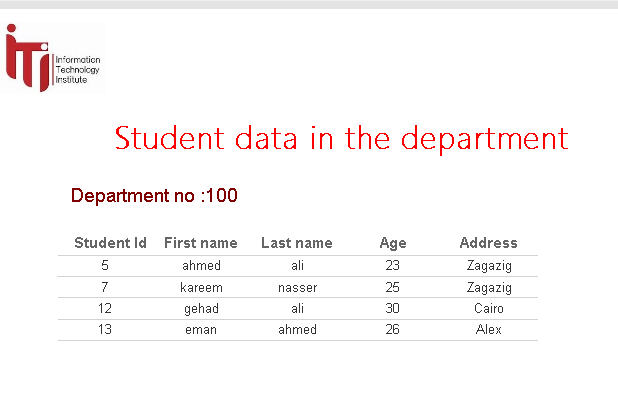 iTi
Information
Technology
Institute
Student data in the department
Department no :100
Student Id First name Last name Age Address
5 ahmed ali 23 Zagazig
7 kareem nasser 25 Zagazig
12 gehad ali 30 Cairo
13 eman ahmed 26 Alex